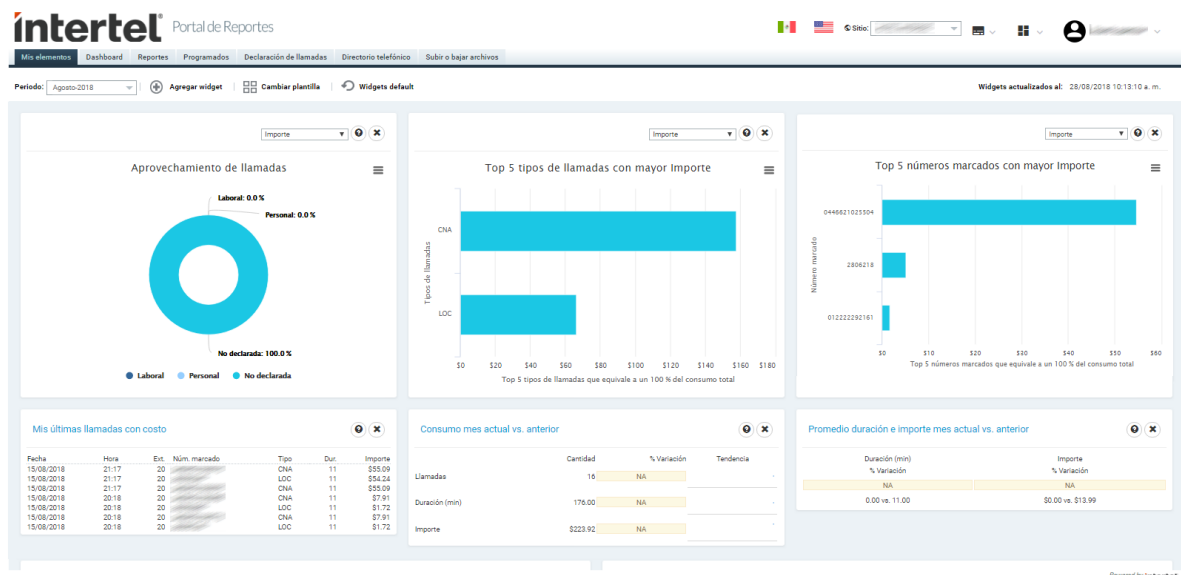 íntertel Portal de Reportes
Sitio:
Mis elementos Dashboard Reportes Programados Declaración de llamadas Directorio telefónico Subir o bajar archivos
Periodo: Agosto-2018 Agregar widget Cambiar plantilla Widgets default Widgets actualizados al: 28/08/2018 10:13:10 a. m.
Importe
Aprovechamiento de llamadas
Laboral: 0.0 %
Personal: 0.0 %
No declarada: 100.0 %
Laboral Personal No declarada
Importe
Top 5 tipos de llamadas con mayor Importe
Tipos de llamadas
CNA
LOC
$0 $20 $40 $60 $80 $100 $120 $140 $160 $180
Top 5 tipos de llamadas que equivale a un 100 % del consumo total
Importe
Top 5 números marcados con mayor Importe
Número marcado
0446621025304
2806218
012222292161
$0 $10 $20 $30 $40 $50 $60
Top 5 números marcados que equivale a un 100 % del consumo total
Mis últimas llamadas con costo
Fecha Hora Ext. Núm. marcado Tipo Dur. Importe
15/08/2018 21:17 20 CNA 11 $55.09
15/08/2018 21:17 20 LOC 11 $54.24
15/08/2018 21:17 20 CNA 11 $55.09
15/08/2018 20:18 20 CNA 11 $7.91
15/08/2018 20:18 20 LOC 11 $1.72
15/08/2018 20:18 20 CNA 11 $7.91
15/08/2018 20:18 20 LOC 11 $1.72
Consumo mes actual vs. anterior
Cantidad % Variación Tendencia
Llamadas 16 NA
Duración (min) 176.00 NA
Importe $223.92 NA
Promedio duración e importe mes actual vs. anterior
Duración (min) Importe
% Variación % Variación
NA NA
0.00 vs. 11.00 $0.00 vs. $13.99
Powered by intertel